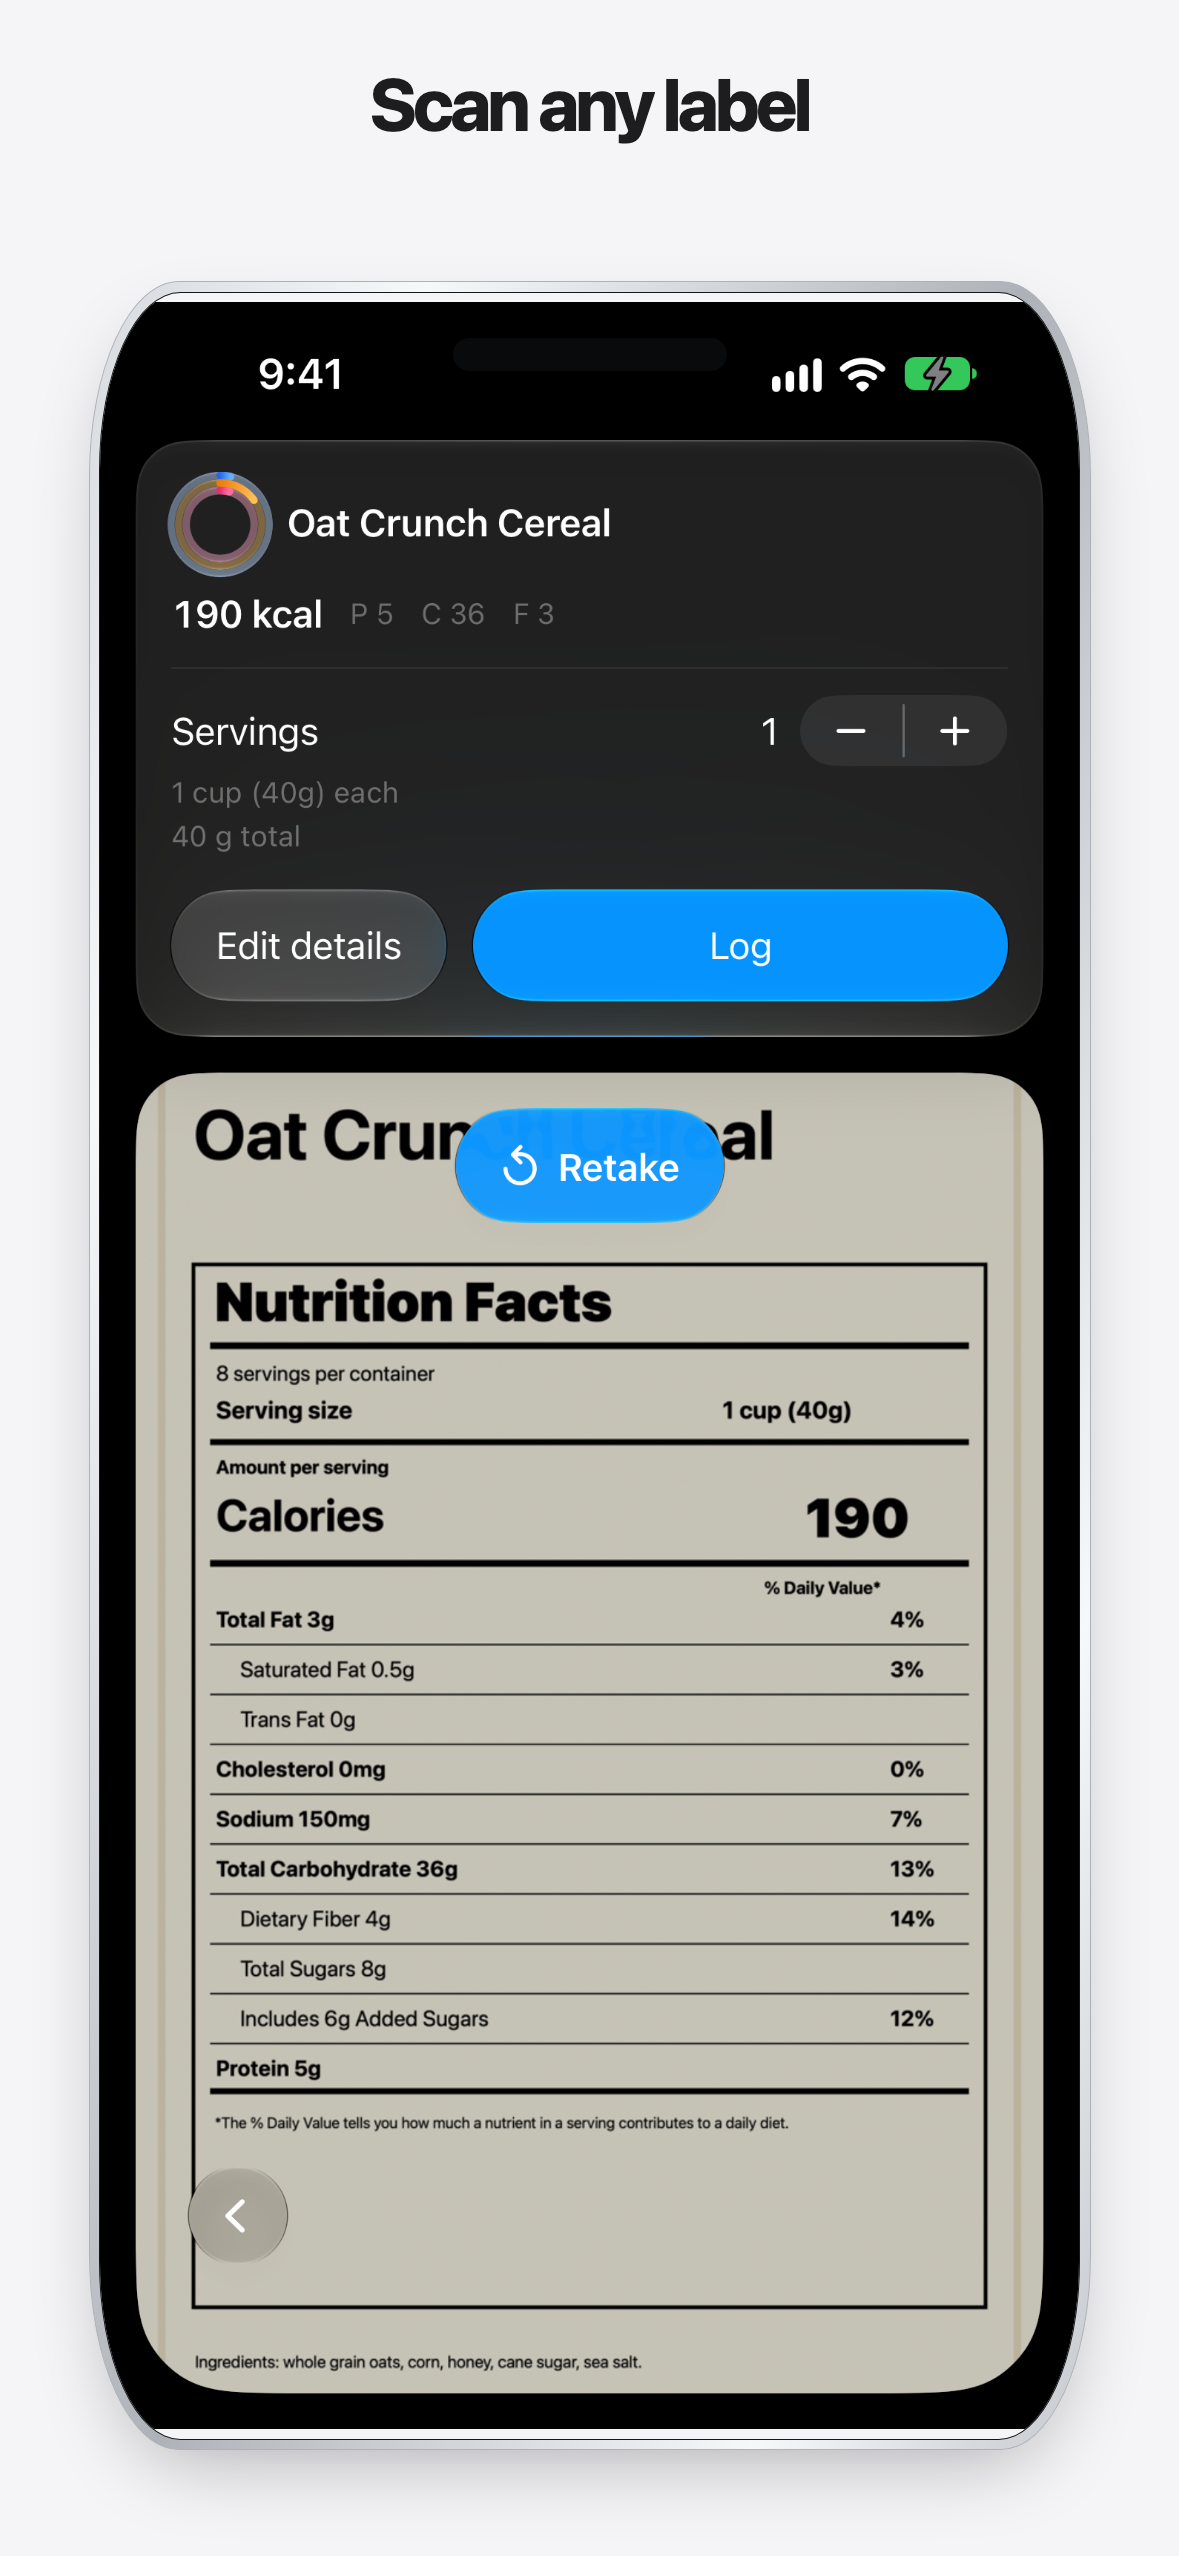 Scan any label
9:41
Oat Crunch Cereal
190 kcal P 5 C 36 F 3
Servings 1
1 cup (40g) each
40 g total
Edit details Log
Oat Crunch Cereal
Retake
Nutrition Facts
8 servings per container
Serving size 1 cup (40g)
Amount per serving
Calories 190
% Daily Value*
Total Fat 3g 4%
Saturated Fat 0.5g 3%
Trans Fat 0g
Cholesterol 0mg 0%
Sodium 150mg 7%
Total Carbohydrate 36g 13%
Dietary Fiber 4g 14%
Total Sugars 8g
Includes 6g Added Sugars 12%
Protein 5g
*The % Daily Value tells you how much a nutrient in a serving contributes to a daily diet.
Ingredients: whole grain oats, corn, honey, cane sugar, sea salt.